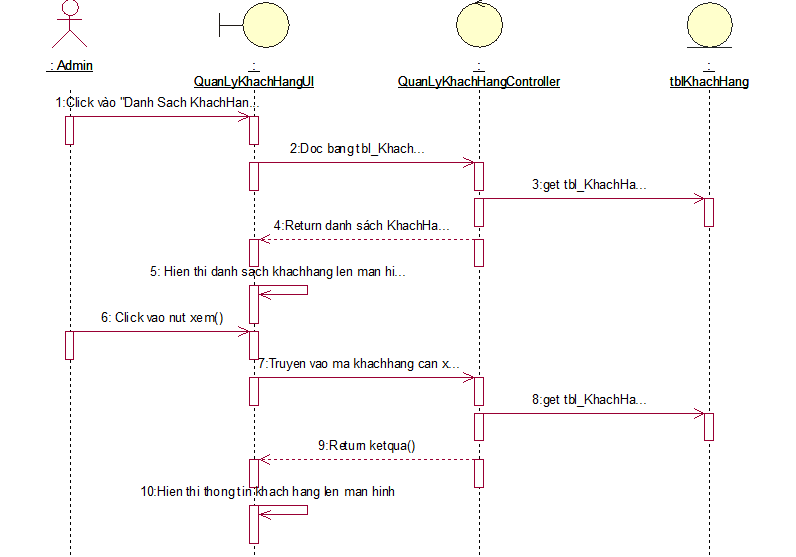 : Admin
:
QuanLyKhachHangUI
:
QuanLyKhachHangController
:
tblKhachHang
1:Click vào "Danh Sach KhachHan...
2:Doc bang tbl_Khach...
3:get tbl_KhachHa...
4:Return danh sách KhachHa...
5: Hien thi danh sach khachhang len man hi...
6: Click vao nut xem()
7:Truyen vao ma khachhang can x...
8:get tbl_KhachHa...
9:Return ketqua()
10:Hien thi thong tin khach hang len man hinh